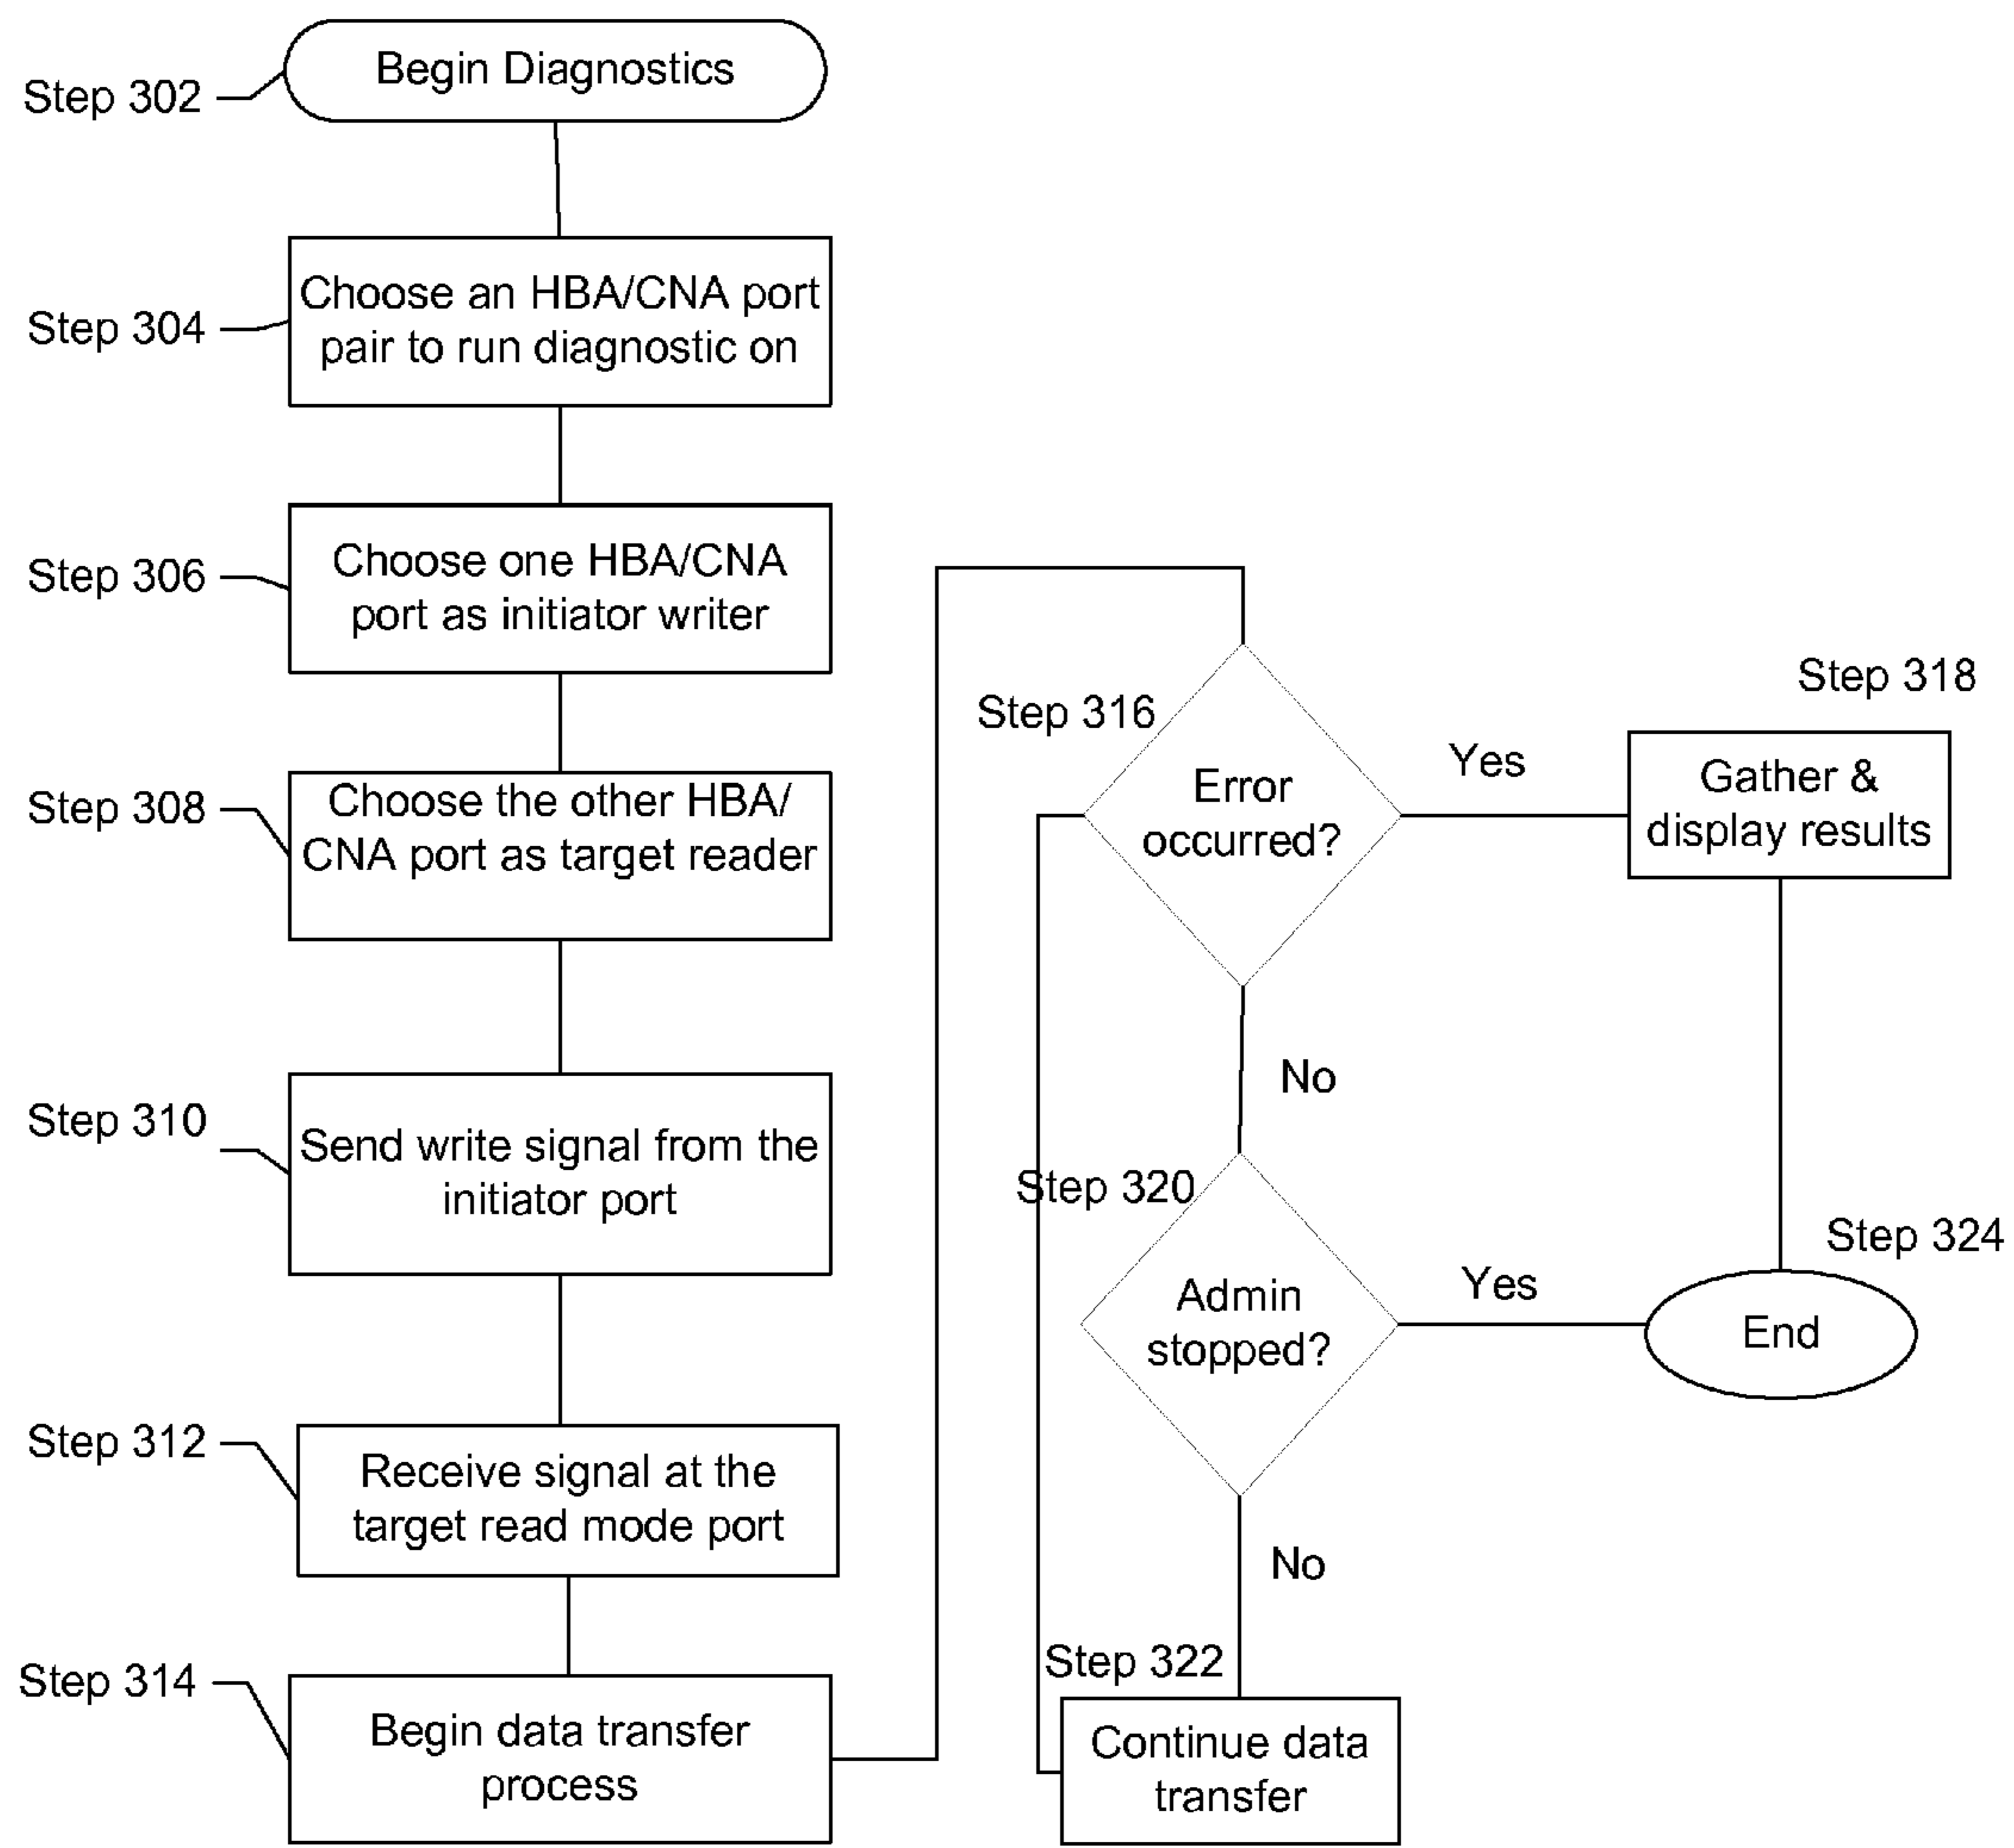 Step 302
Begin Diagnostics
Step 304
Choose an HBA/CNA port
pair to run diagnostic on
Step 306
Choose one HBA/CNA
port as initiator writer
Step 308
Choose the other HBA/
CNA port as target reader
Step 310
Send write signal from the
initiator port
Step 312
Receive signal at the
target read mode port
Step 314
Begin data transfer
process
Step 316
Error
occurred?
Yes
Step 318
Gather &
display results
No
Step 320
Admin
stopped?
Yes
Step 324
End
No
Step 322
Continue data
transfer